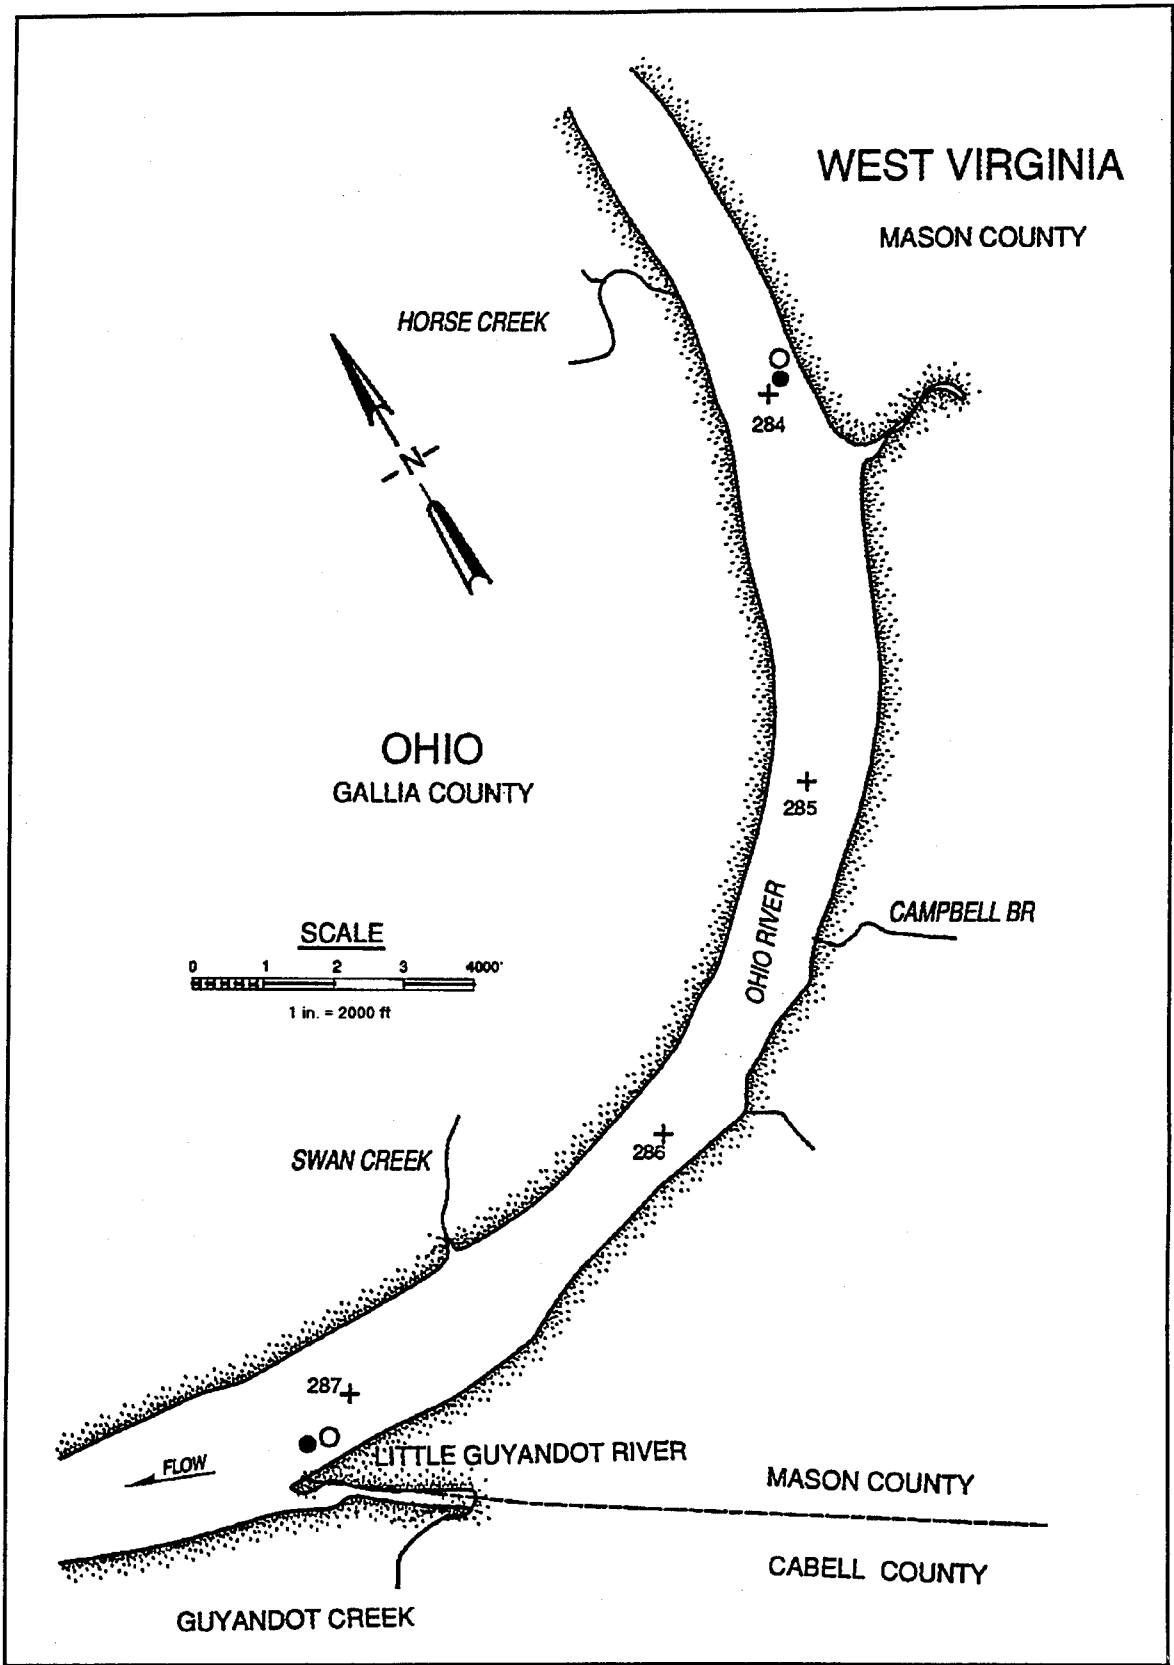 WEST VIRGINIA
MASON COUNTY
HORSE CREEK
284
N
OHIO
GALLIA COUNTY
285
CAMPBELL BR
OHIO RIVER
SCALE
0 1 2 3 4000'
1 in. = 2000 ft
286
SWAN CREEK
287
FLOW
LITTLE GUYANDOT RIVER
MASON COUNTY
CABELL COUNTY
GUYANDOT CREEK